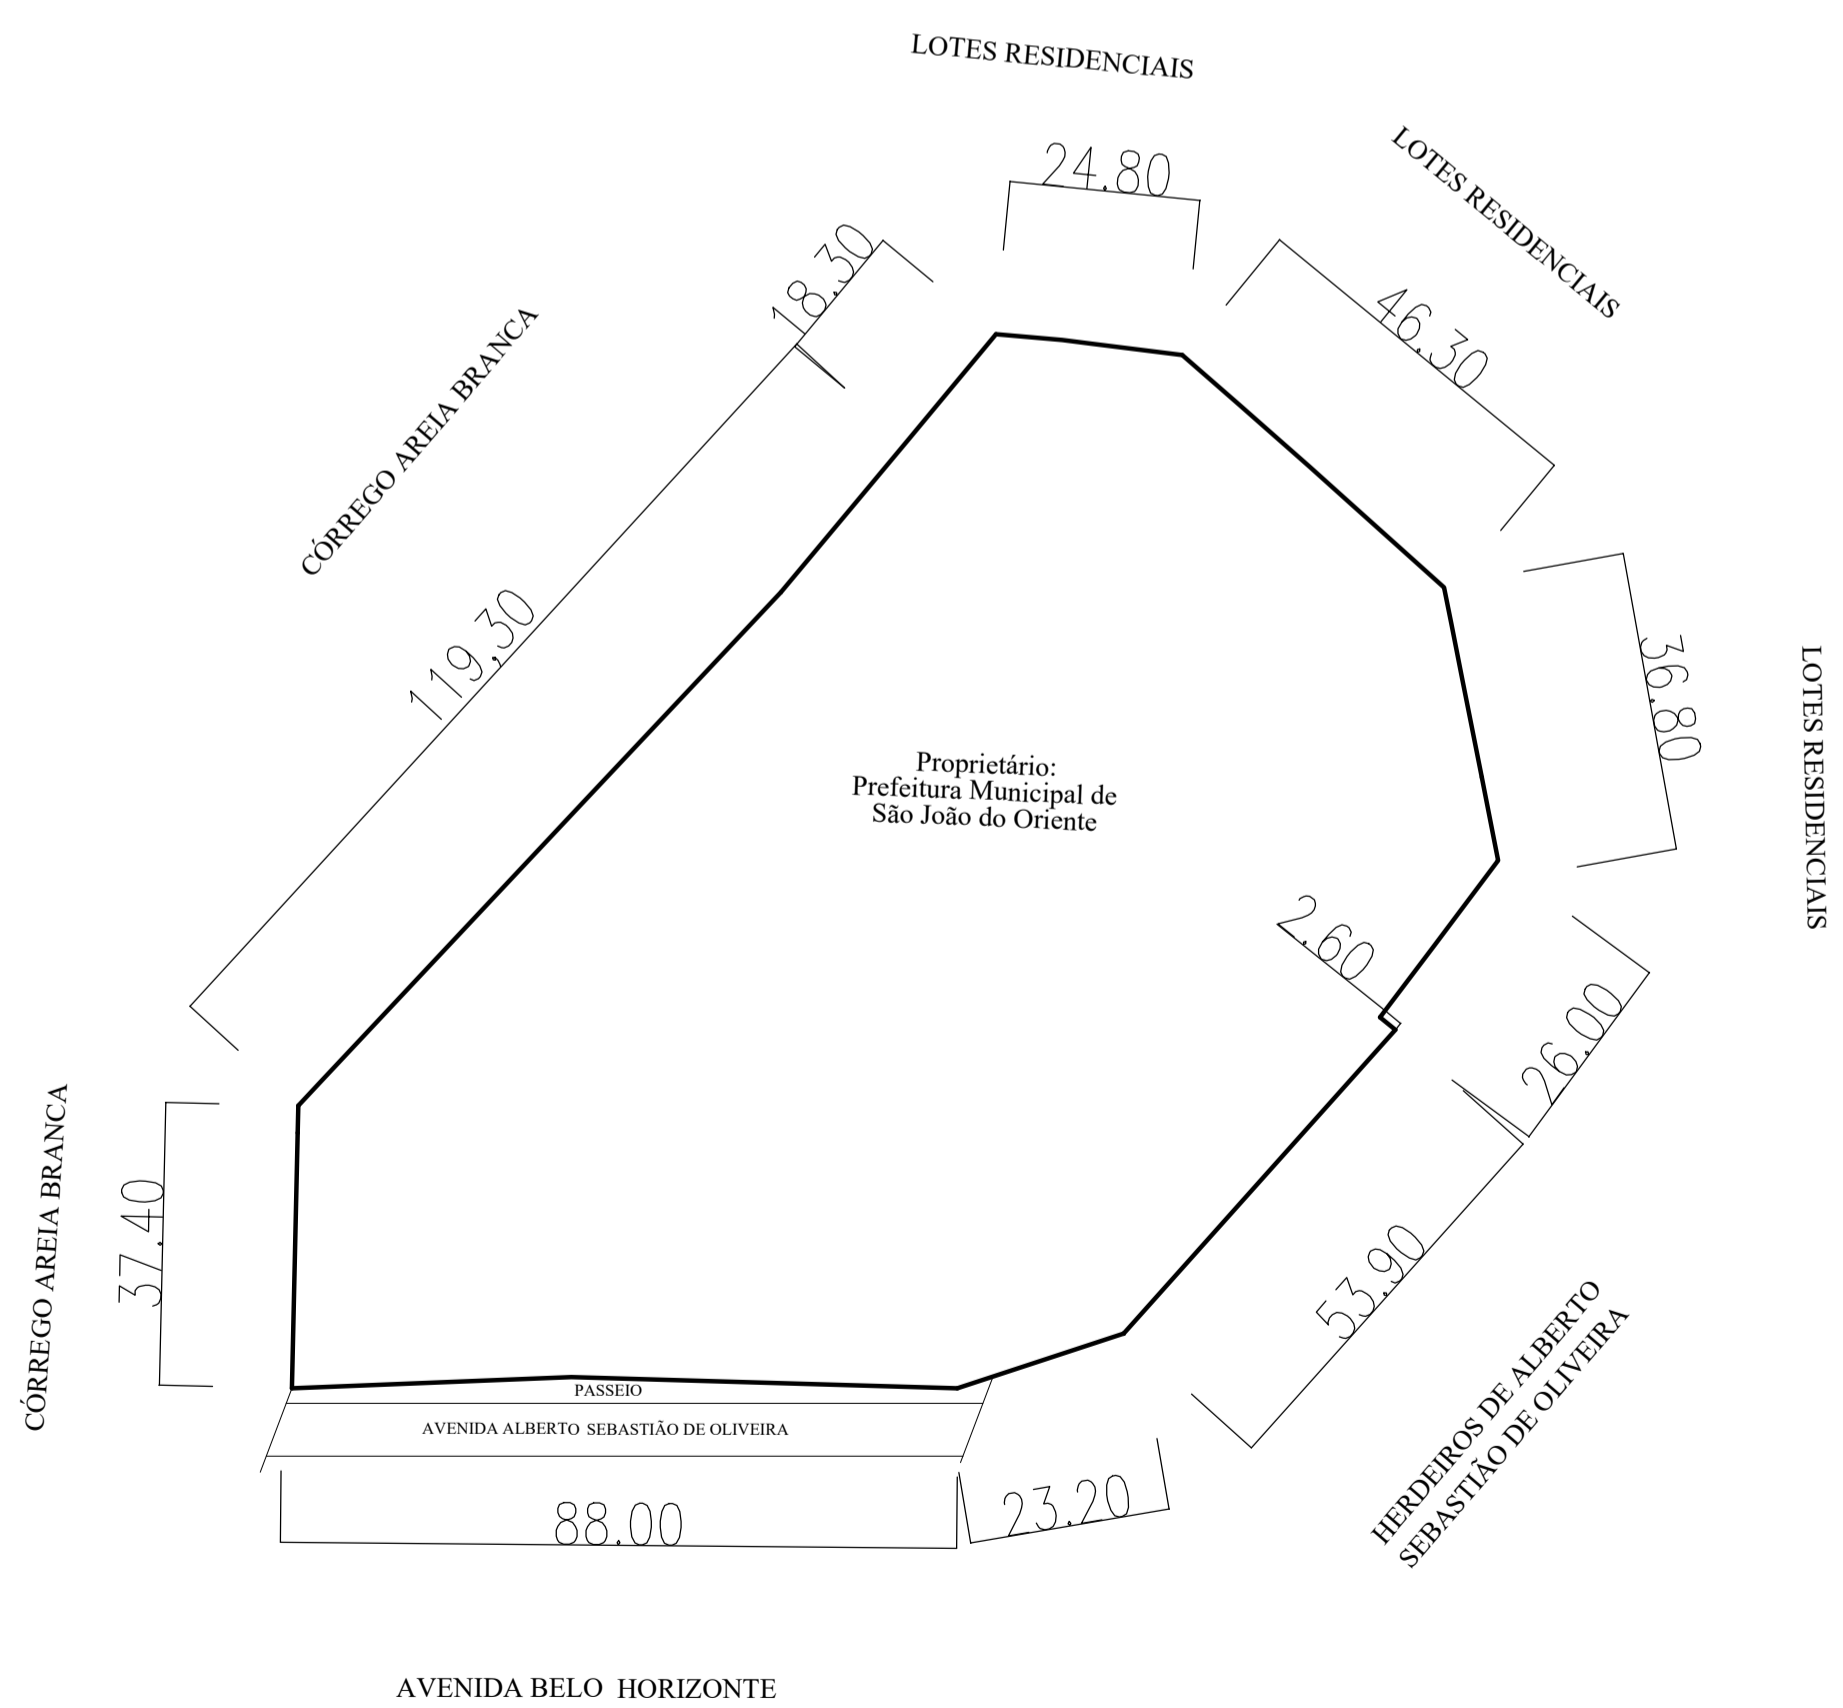 LOTES RESIDENCIAIS
LOTES RESIDENCIAIS
24.80
18.30
46.30
CÓRREGO AREIA BRANCA
119,30
36.80
LOTES RESIDENCIAIS
Proprietário:
Prefeitura Municipal de
São João do Oriente
2.60
26.00
CÓRREGO AREIA BRANCA
37.40
53.90
HERDEIROS DE ALBERTO
SEBASTIÃO DE OLIVEIRA
PASSEIO
AVENIDA ALBERTO SEBASTIÃO DE OLIVEIRA
88.00
23.20
AVENIDA BELO HORIZONTE